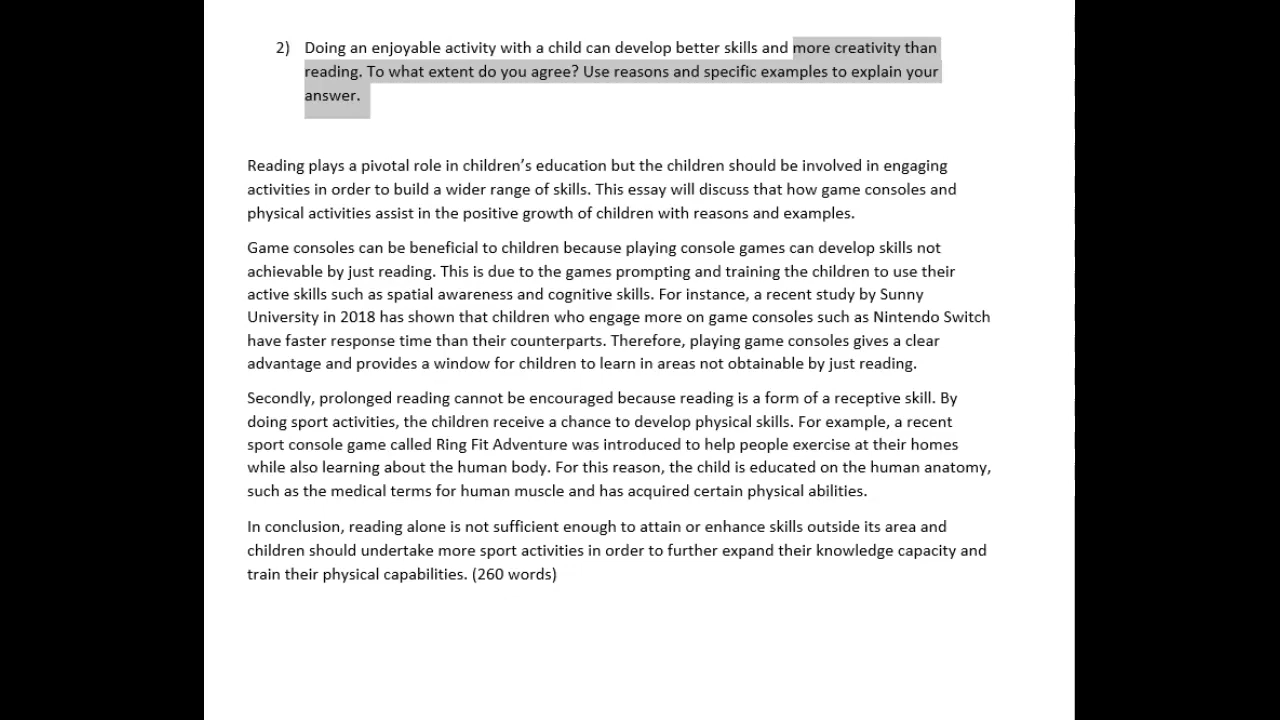 2) Doing an enjoyable activity with a child can develop better skills and more creativity than
reading. To what extent do you agree? Use reasons and specific examples to explain your
answer.
Reading plays a pivotal role in children’s education but the children should be involved in engaging
activities in order to build a wider range of skills. This essay will discuss that how game consoles and
physical activities assist in the positive growth of children with reasons and examples.
Game consoles can be beneficial to children because playing console games can develop skills not
achievable by just reading. This is due to the games prompting and training the children to use their
active skills such as spatial awareness and cognitive skills. For instance, a recent study by Sunny
University in 2018 has shown that children who engage more on game consoles such as Nintendo Switch
have faster response time than their counterparts. Therefore, playing game consoles gives a clear
advantage and provides a window for children to learn in areas not obtainable by just reading.
Secondly, prolonged reading cannot be encouraged because reading is a form of a receptive skill. By
doing sport activities, the children receive a chance to develop physical skills. For example, a recent
sport console game called Ring Fit Adventure was introduced to help people exercise at their homes
while also learning about the human body. For this reason, the child is educated on the human anatomy,
such as the medical terms for human muscle and has acquired certain physical abilities.
In conclusion, reading alone is not sufficient enough to attain or enhance skills outside its area and
children should undertake more sport activities in order to further expand their knowledge capacity and
train their physical capabilities. (260 words)